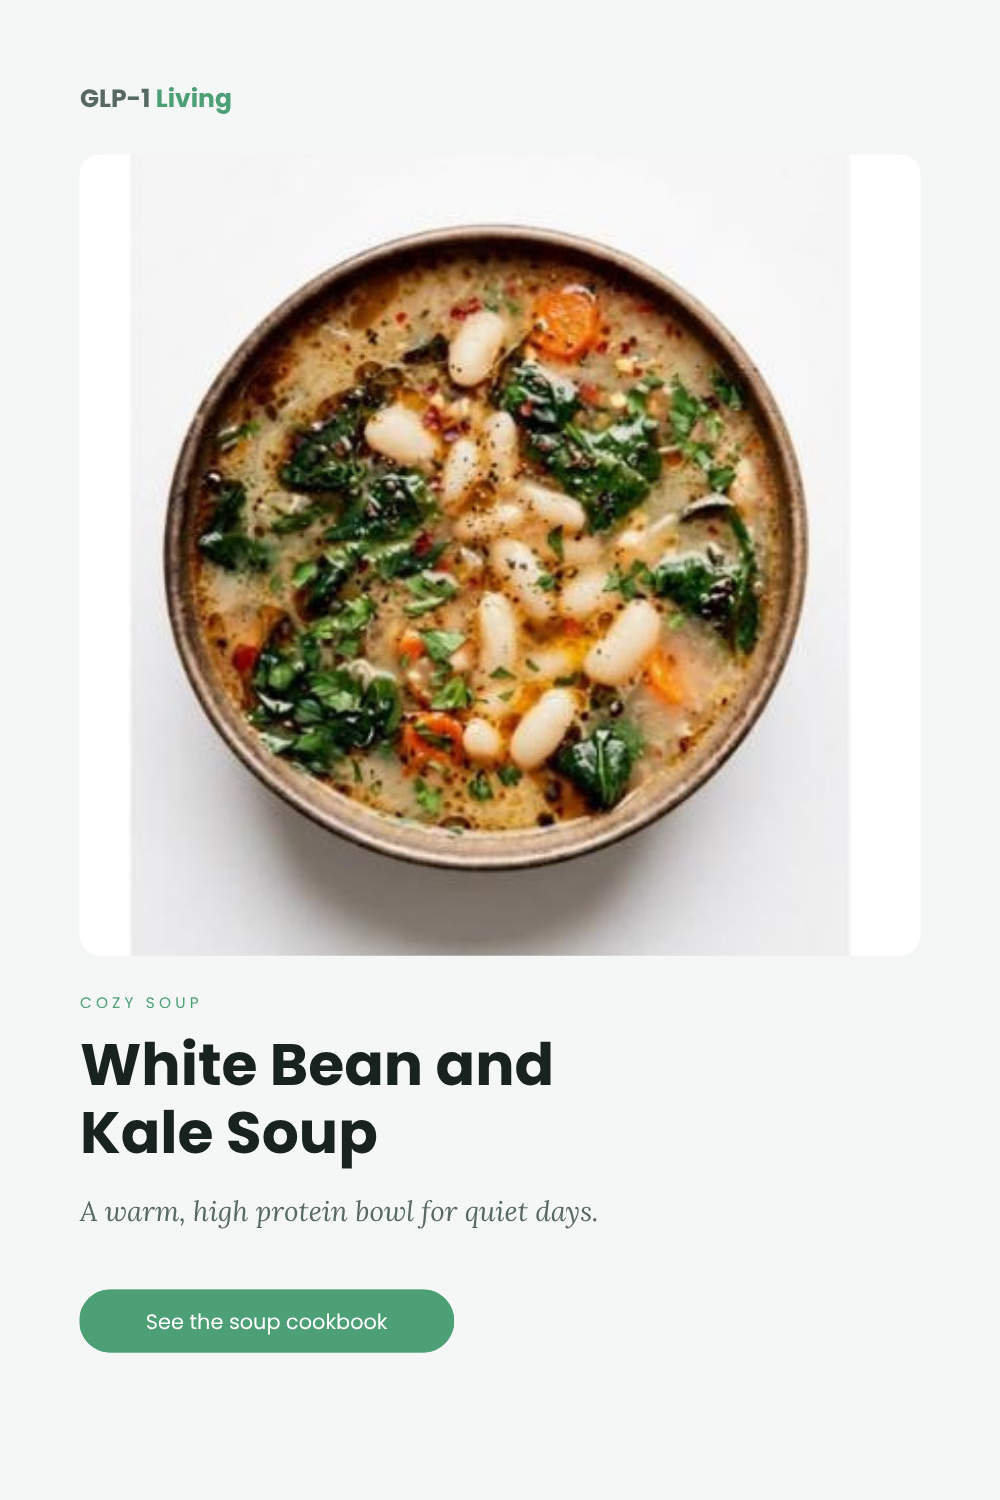 GLP-1 Living
COZY SOUP
White Bean and
Kale Soup
A warm, high protein bowl for quiet days.
See the soup cookbook